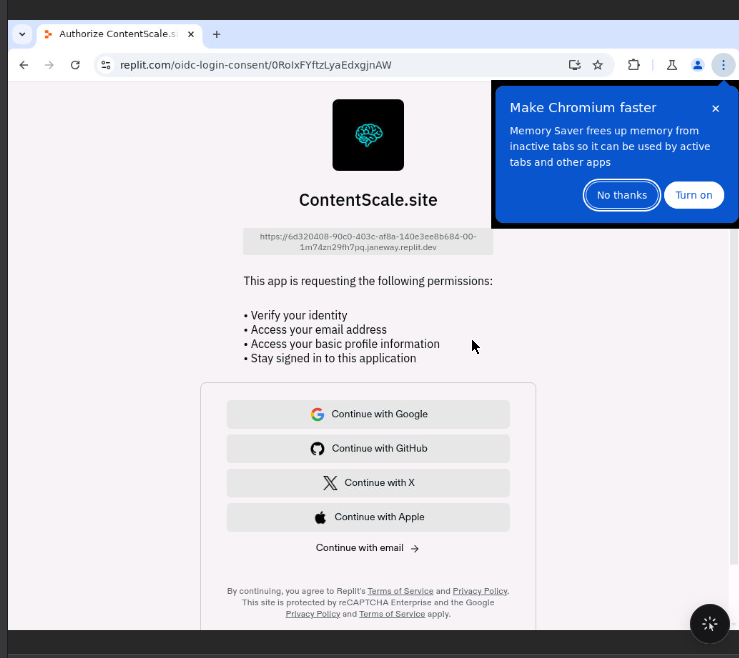 Authorize ContentScale.s
replit.com/oidc-login-consent/0RoIxFYftzLyaEdxgjnAW
Make Chromium faster
Memory Saver frees up memory from
inactive tabs so it can be used by active
tabs and other apps
No thanks
Turn on
ContentScale.site
https://6d320408-90c0-403c-af8a-140e3ee8b684-00-
1m74zn29fh7pq.janeway.replit.dev
This app is requesting the following permissions:
• Verify your identity
• Access your email address
• Access your basic profile information
• Stay signed in to this application
Continue with Google
Continue with GitHub
Continue with X
Continue with Apple
Continue with email →
By continuing, you agree to Replit's Terms of Service and Privacy Policy.
This site is protected by reCAPTCHA Enterprise and the Google
Privacy Policy and Terms of Service apply.